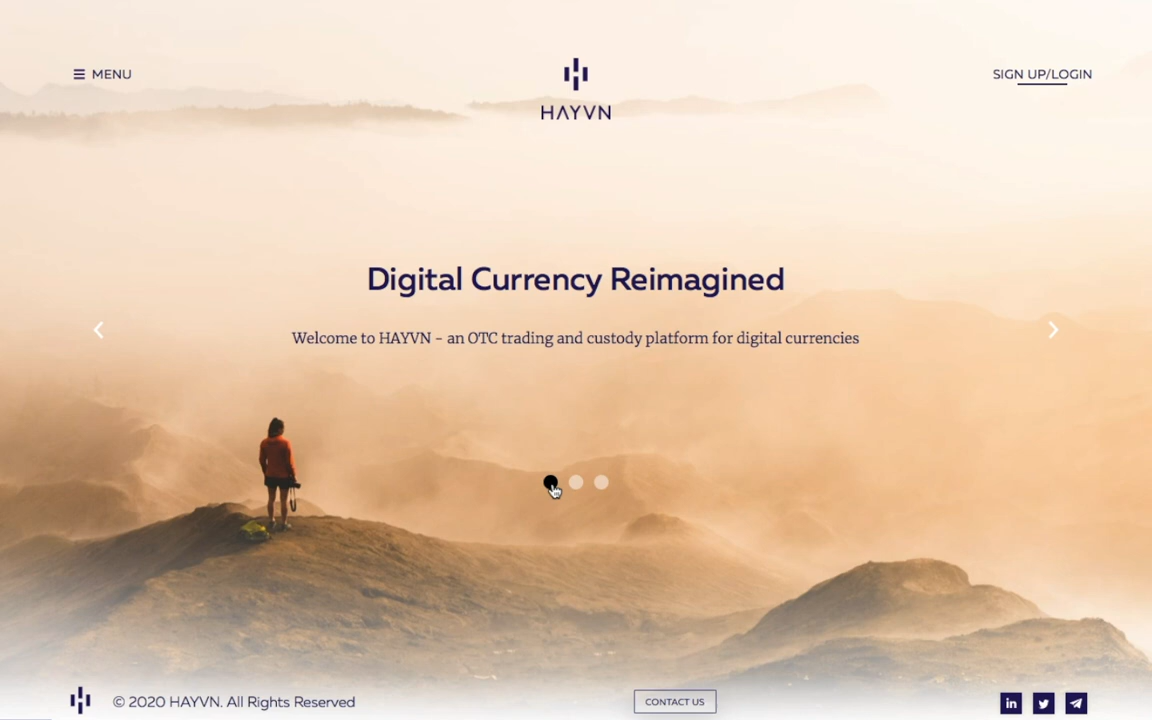 MENU
HAYVN
SIGN UP/LOGIN
Digital Currency Reimagined
Welcome to HAYVN – an OTC trading and custody platform for digital currencies
© 2020 HAYVN. All Rights Reserved
CONTACT US
in